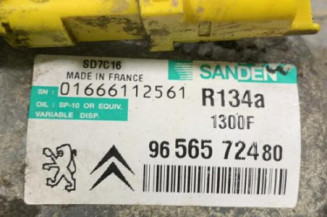 SD7C16
MADE IN FRANCE
SANDEN
SN : 01666112561
R134a
OIL : SP-10 OR EQUIV.
VARIABLE DISP.
1300F
96 565 724 80